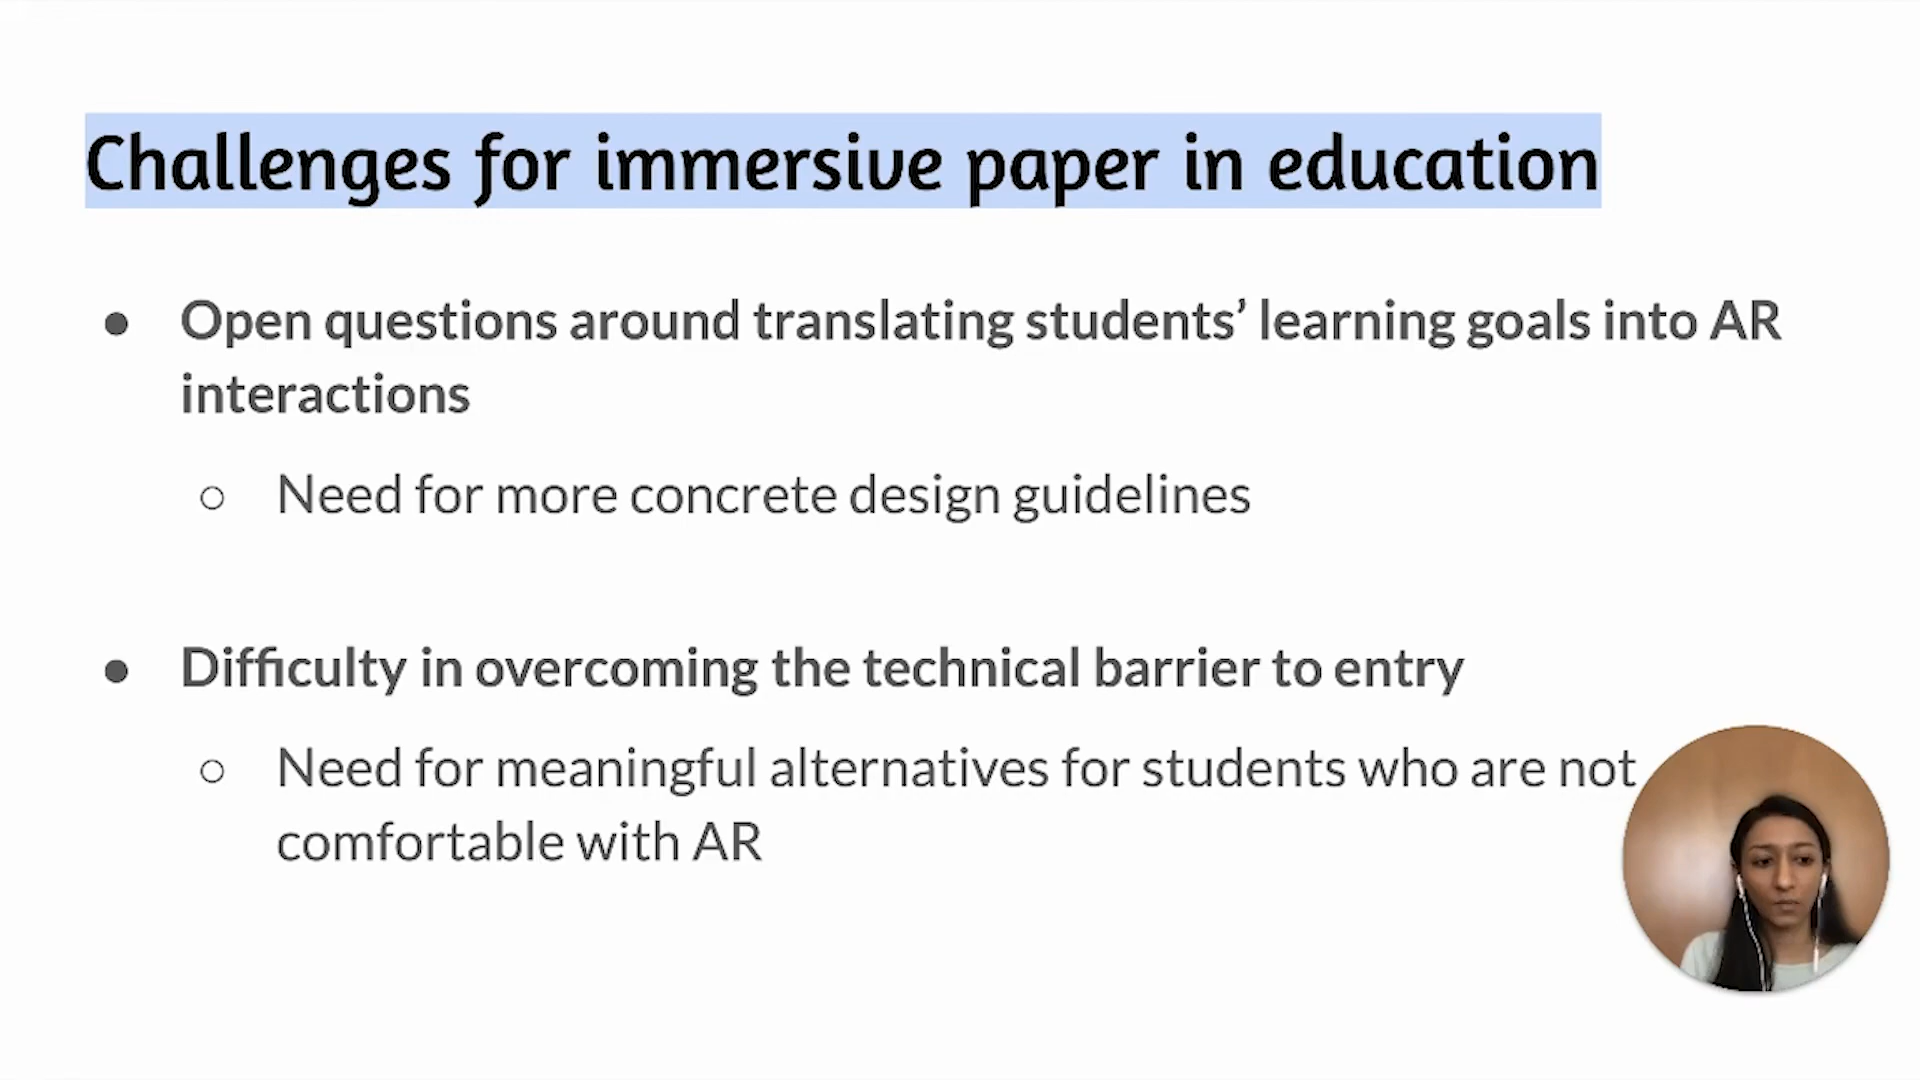 Challenges for immersive paper in education
● Open questions around translating students’ learning goals into AR
interactions
○ Need for more concrete design guidelines
● Difficulty in overcoming the technical barrier to entry
○ Need for meaningful alternatives for students who are not
comfortable with AR